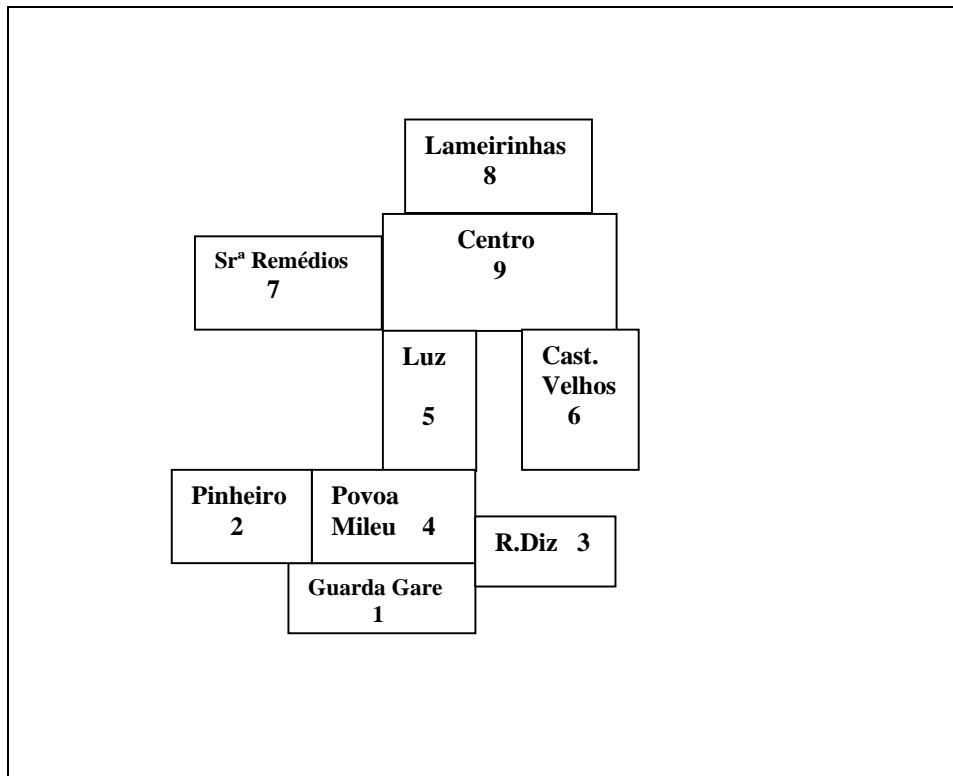 Lameirinhas
8
Centro
9
Srª Remédios
7
Luz
5
Cast.
Velhos
6
Pinheiro
2
Povoa
Mileu 4
R.Diz 3
Guarda Gare
1